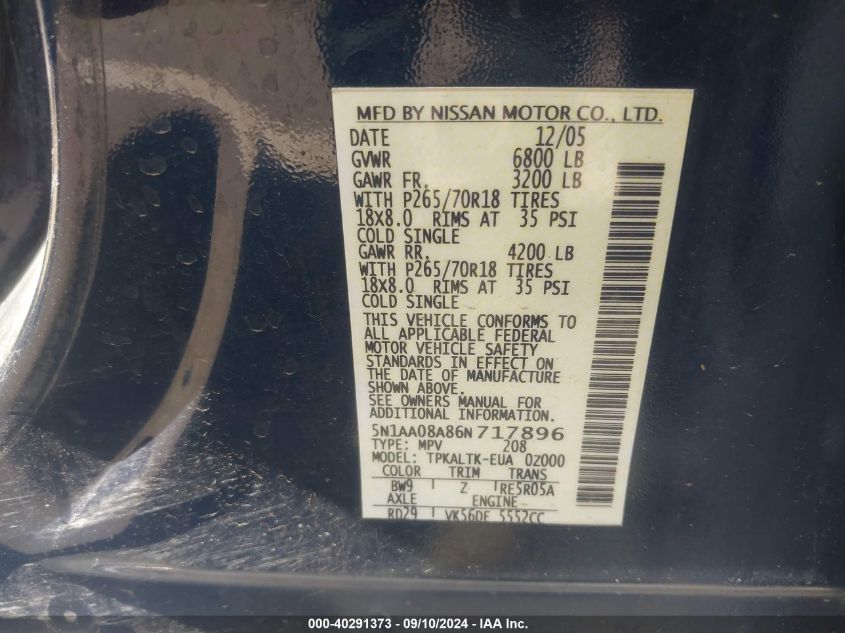 MFD BY NISSAN MOTOR CO., LTD.
DATE 12/05
GVWR 6800 LB
GAWR FR. 3200 LB
WITH P265/70R18 TIRES
18X8.0 RIMS AT 35 PSI
COLD SINGLE
GAWR RR. 4200 LB
WITH P265/70R18 TIRES
18X8.0 RIMS AT 35 PSI
COLD SINGLE
THIS VEHICLE CONFORMS TO
ALL APPLICABLE FEDERAL
MOTOR VEHICLE SAFETY
STANDARDS IN EFFECT ON
THE DATE OF MANUFACTURE
SHOWN ABOVE.
SEE OWNERS MANUAL FOR
ADDITIONAL INFORMATION.
5N1AA08A86N717896
TYPE: MPV 208
MODEL: TPKALTK-EUA 0Z000
COLOR TRIM TRANS
BW9 Z RE5R05A
AXLE ENGINE
RD29 VK56DE 5552CC
000-40291373 - 09/10/2024 - IAA Inc.